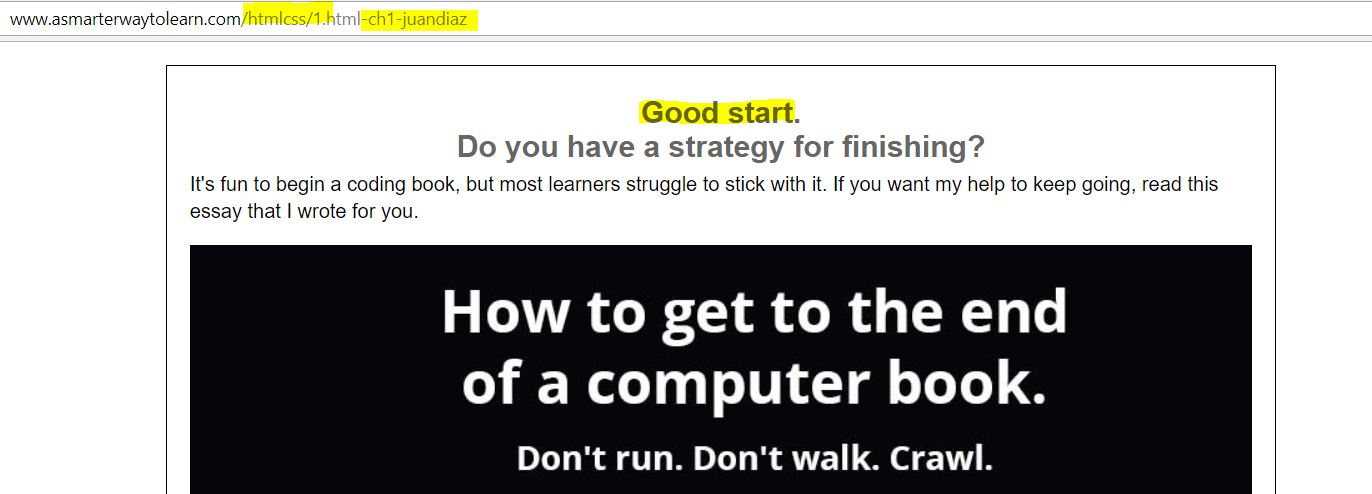 www.asmarterwaytolearn.com/htmlcss/1.html-ch1-juandiaz
Good start.
Do you have a strategy for finishing?
It's fun to begin a coding book, but most learners struggle to stick with it. If you want my help to keep going, read this
essay that I wrote for you.
How to get to the end
of a computer book.
Don't run. Don't walk. Crawl.